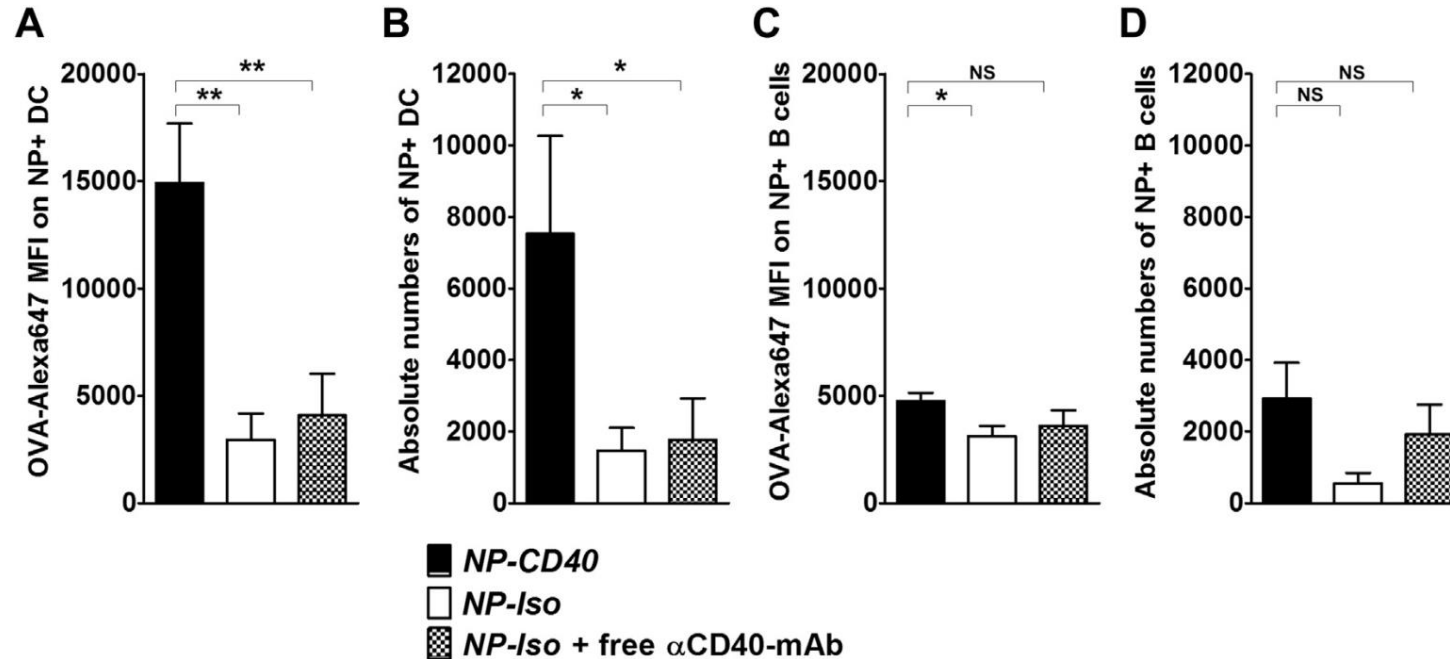 A
OVA-Alexa647 MFI on NP+ DC
20000
15000
10000
5000
0
**
**
B
Absolute numbers of NP+ DC
12000
10000
8000
6000
4000
2000
0
*
*
C
OVA-Alexa647 MFI on NP+ B cells
20000
15000
10000
5000
0
NS
*
D
Absolute numbers of NP+ B cells
12000
10000
8000
6000
4000
2000
0
NS
NS
NP-CD40
NP-Iso
NP-Iso + free αCD40-mAb